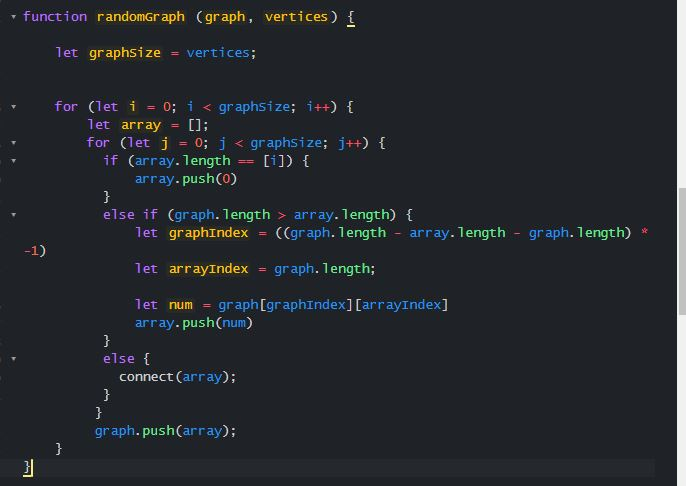 function randomGraph (graph, vertices) {
let graphSize = vertices;
for (let i = 0; i < graphSize; i++) {
let array = [];
for (let j = 0; j < graphSize; j++) {
if (array.length == [i]) {
array.push(0)
}
else if (graph.length > array.length) {
let graphIndex = ((graph.length - array.length - graph.length) *
-1)
let arrayIndex = graph.length;
let num = graph[graphIndex][arrayIndex]
array.push(num)
}
else {
connect(array);
}
}
graph.push(array);
}
}